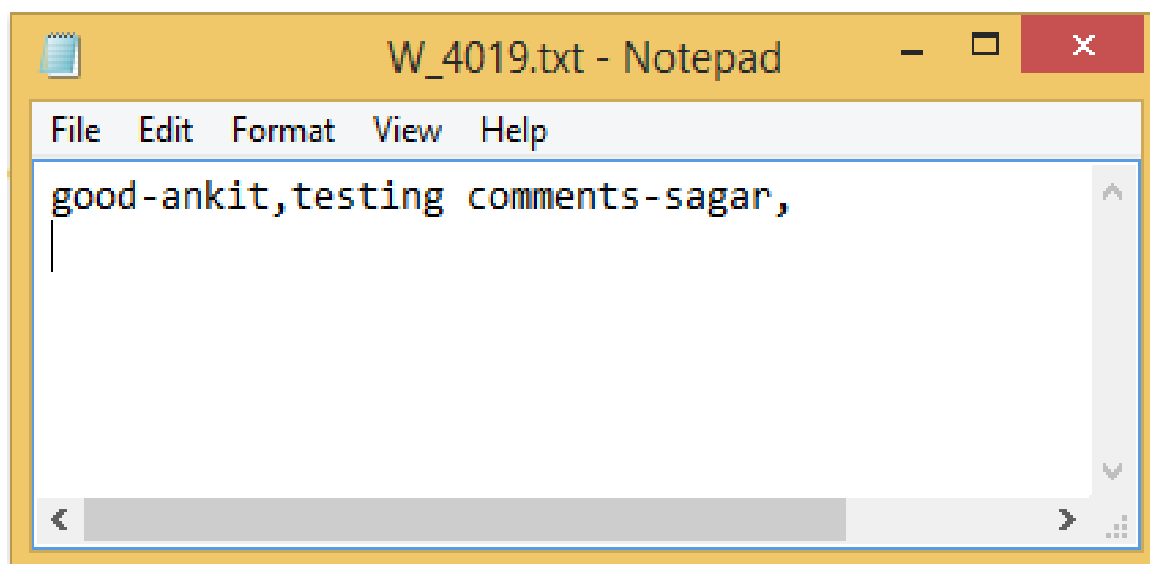 W_4019.txt - Notepad
File Edit Format View Help
good-ankit,testing comments-sagar,